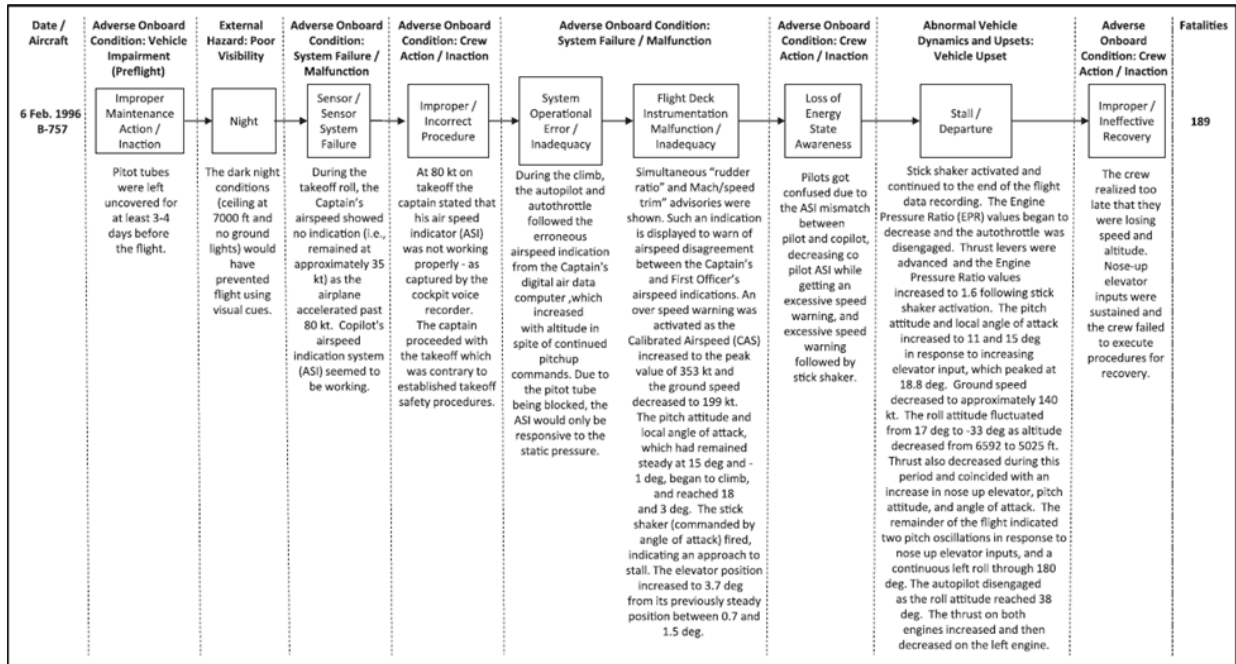 Date /
Aircraft
Adverse Onboard
Condition: Vehicle
Impairment
(Preflight)
External
Hazard: Poor
Visibility
Adverse Onboard
Condition:
System Failure /
Malfunction
Adverse Onboard
Condition: Crew
Action / Inaction
Adverse Onboard Condition:
System Failure / Malfunction
Adverse Onboard
Condition: Crew
Action / Inaction
Abnormal Vehicle
Dynamics and Upsets:
Vehicle Upset
Adverse
Onboard
Condition: Crew
Action / Inaction
Fatalities
6 Feb. 1996
B-757
Improper
Maintenance
Action /
Inaction
Night
Sensor /
Sensor
System
Failure
Improper /
Incorrect
Procedure
System
Operational
Error /
Inadequacy
Flight Deck
Instrumentation
Malfunction /
Inadequacy
Loss of
Energy
State
Awareness
Stall /
Departure
Improper /
Ineffective
Recovery
189
Pitot tubes
were left
uncovered for
at least 3-4
days before
the flight.
The dark night
conditions
(ceiling at
7000 ft and
no ground
lights) would
have
prevented
flight using
visual cues.
During the
takeoff roll, the
Captain's
airspeed showed
no indication (i.e.,
remained at
approximately 35
kt) as the
airplane
accelerated past
80 kt. Copilot's
airspeed
indication system
(ASI) seemed to
be working.
At 80 kt on
takeoff the
captain stated that
his air speed
indicator (ASI)
was not working
properly - as
captured by the
cockpit voice
recorder.
The captain
proceeded with
the takeoff which
was contrary to
established takeoff
safety procedures.
During the climb,
the autopilot and
autothrottle
followed the
erroneous
airspeed indication
from the Captain's
digital air data
computer ,which
increased
with altitude in
spite of continued
pitchup
commands. Due to
the pitot tube
being blocked, the
ASI would only be
responsive to the
static pressure.
Simultaneous "rudder
ratio" and Mach/speed
trim" advisories were
shown. Such an indication
is displayed to warn of
airspeed disagreement
between the Captain's
and First Officer's
airspeed indications. An
over speed warning was
activated as the
Calibrated Airspeed (CAS)
increased to the peak
value of 353 kt and
the ground speed
decreased to 199 kt.
The pitch attitude and
local angle of attack,
which had remained
steady at 15 deg and -
1 deg, began to climb,
and reached 18
and 3 deg. The stick
shaker (commanded by
angle of attack) fired,
indicating an approach to
stall. The elevator position
increased to 3.7 deg
from its previously steady
position between 0.7 and
1.5 deg.
Pilots got
confused due to
the ASI mismatch
between
pilot and copilot,
decreasing co
pilot ASI while
getting an
excessive speed
warning, and
excessive speed
warning
followed by
stick shaker.
Stick shaker activated and
continued to the end of the flight
data recording. The Engine
Pressure Ratio (EPR) values began to
decrease and the autothrottle was
disengaged. Thrust levers were
advanced and the Engine
Pressure Ratio values
increased to 1.6 following stick
shaker activation. The pitch
attitude and local angle of attack
increased to 11 and 15 deg
in response to increasing
elevator input, which peaked at
18.8 deg. Ground speed
decreased to approximately 140
kt. The roll attitude fluctuated
from 17 deg to -33 deg as altitude
decreased from 6592 to 5025 ft.
Thrust also decreased during this
period and coincided with an
increase in nose up elevator, pitch
attitude, and angle of attack. The
remainder of the flight indicated
two pitch oscillations in response to
nose up elevator inputs, and a
continuous left roll through 180
deg. The autopilot disengaged
as the roll attitude reached 38
deg. The thrust on both
engines increased and then
decreased on the left engine.
The crew
realized too
late that they
were losing
speed and
altitude.
Nose-up
elevator
inputs were
sustained and
the crew failed
to execute
procedures for
recovery.